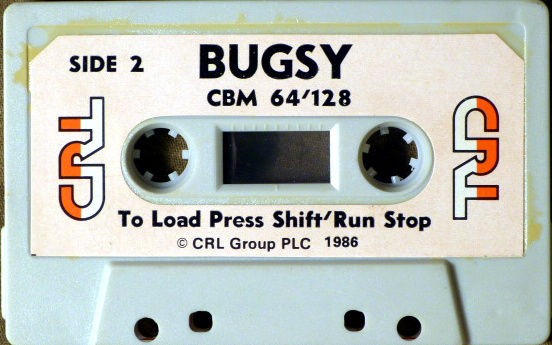 SIDE 2
BUGSY
CBM 64/128
CRL
CRL
To Load Press Shift/Run Stop
© CRL Group PLC 1986